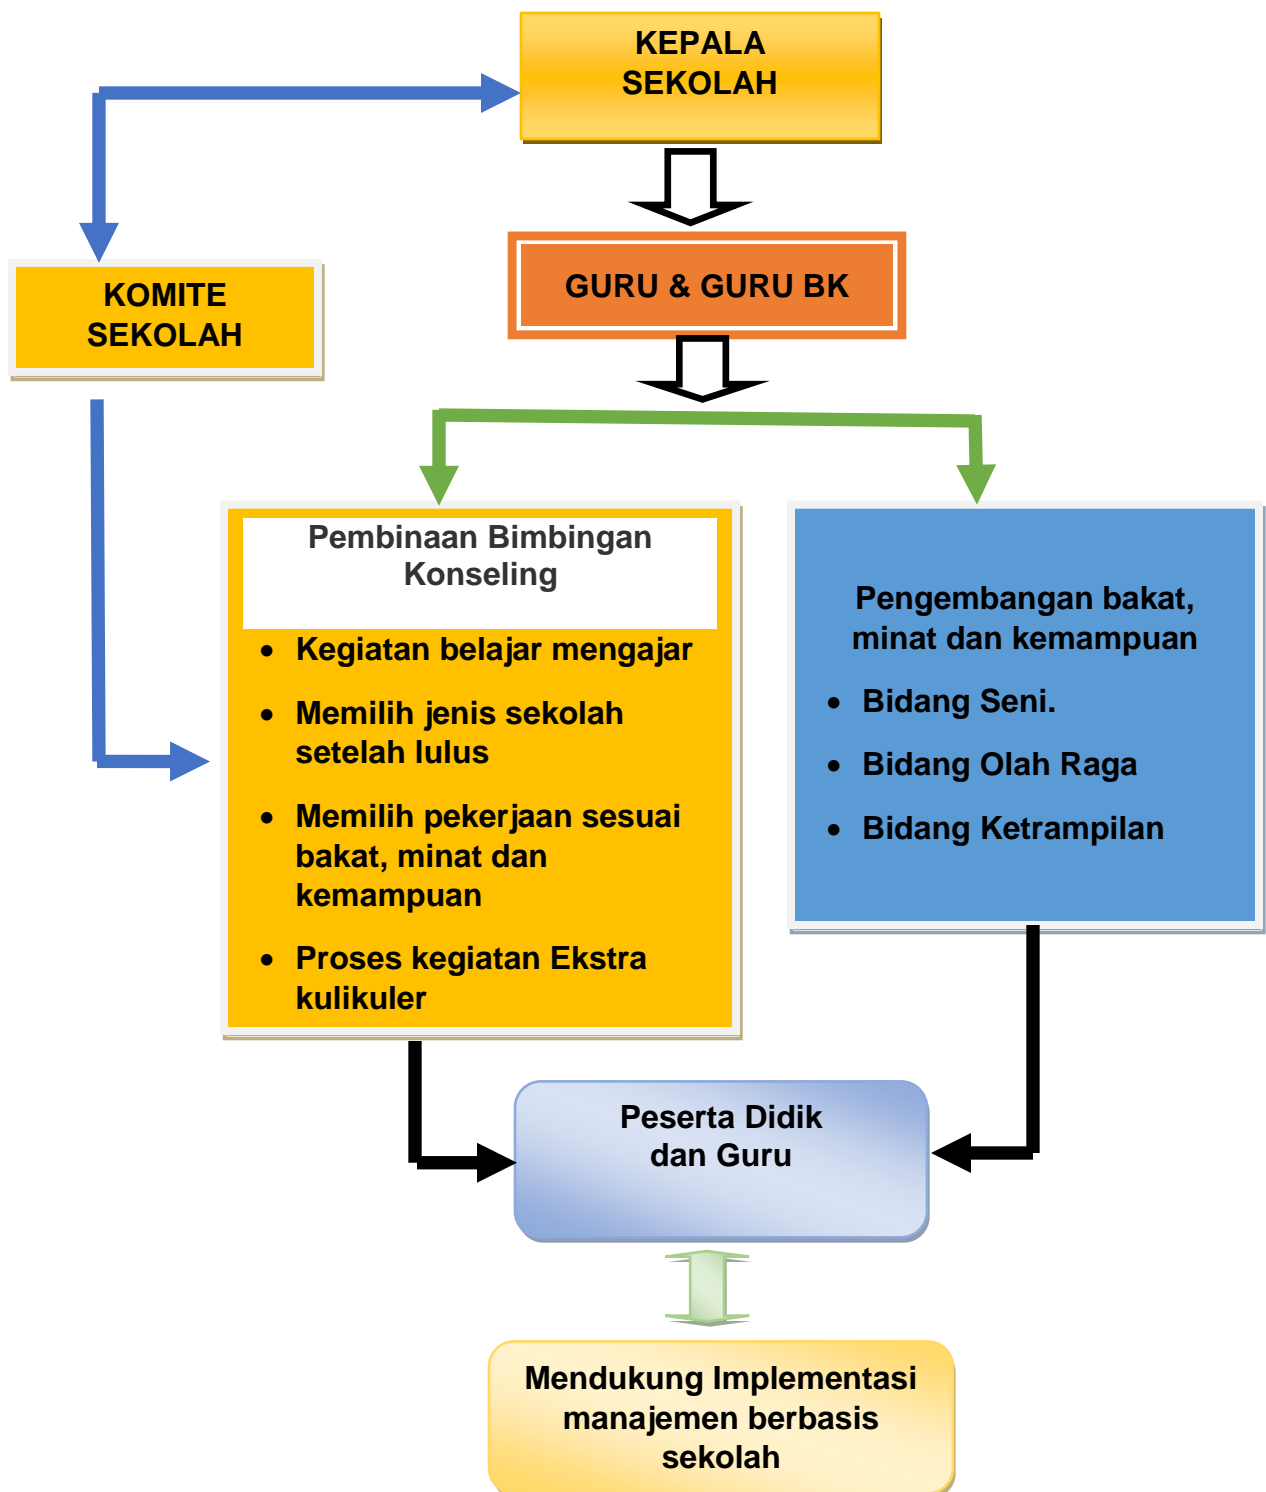 KEPALA
SEKOLAH
GURU & GURU BK
KOMITE
SEKOLAH
Pembinaan Bimbingan
Konseling
• Kegiatan belajar mengajar
• Memilih jenis sekolah
setelah lulus
• Memilih pekerjaan sesuai
bakat, minat dan
kemampuan
• Proses kegiatan Ekstra
kulikuler
Pengembangan bakat,
minat dan kemampuan
• Bidang Seni.
• Bidang Olah Raga
• Bidang Ketrampilan
Peserta Didik
dan Guru
Mendukung Implementasi
manajemen berbasis
sekolah